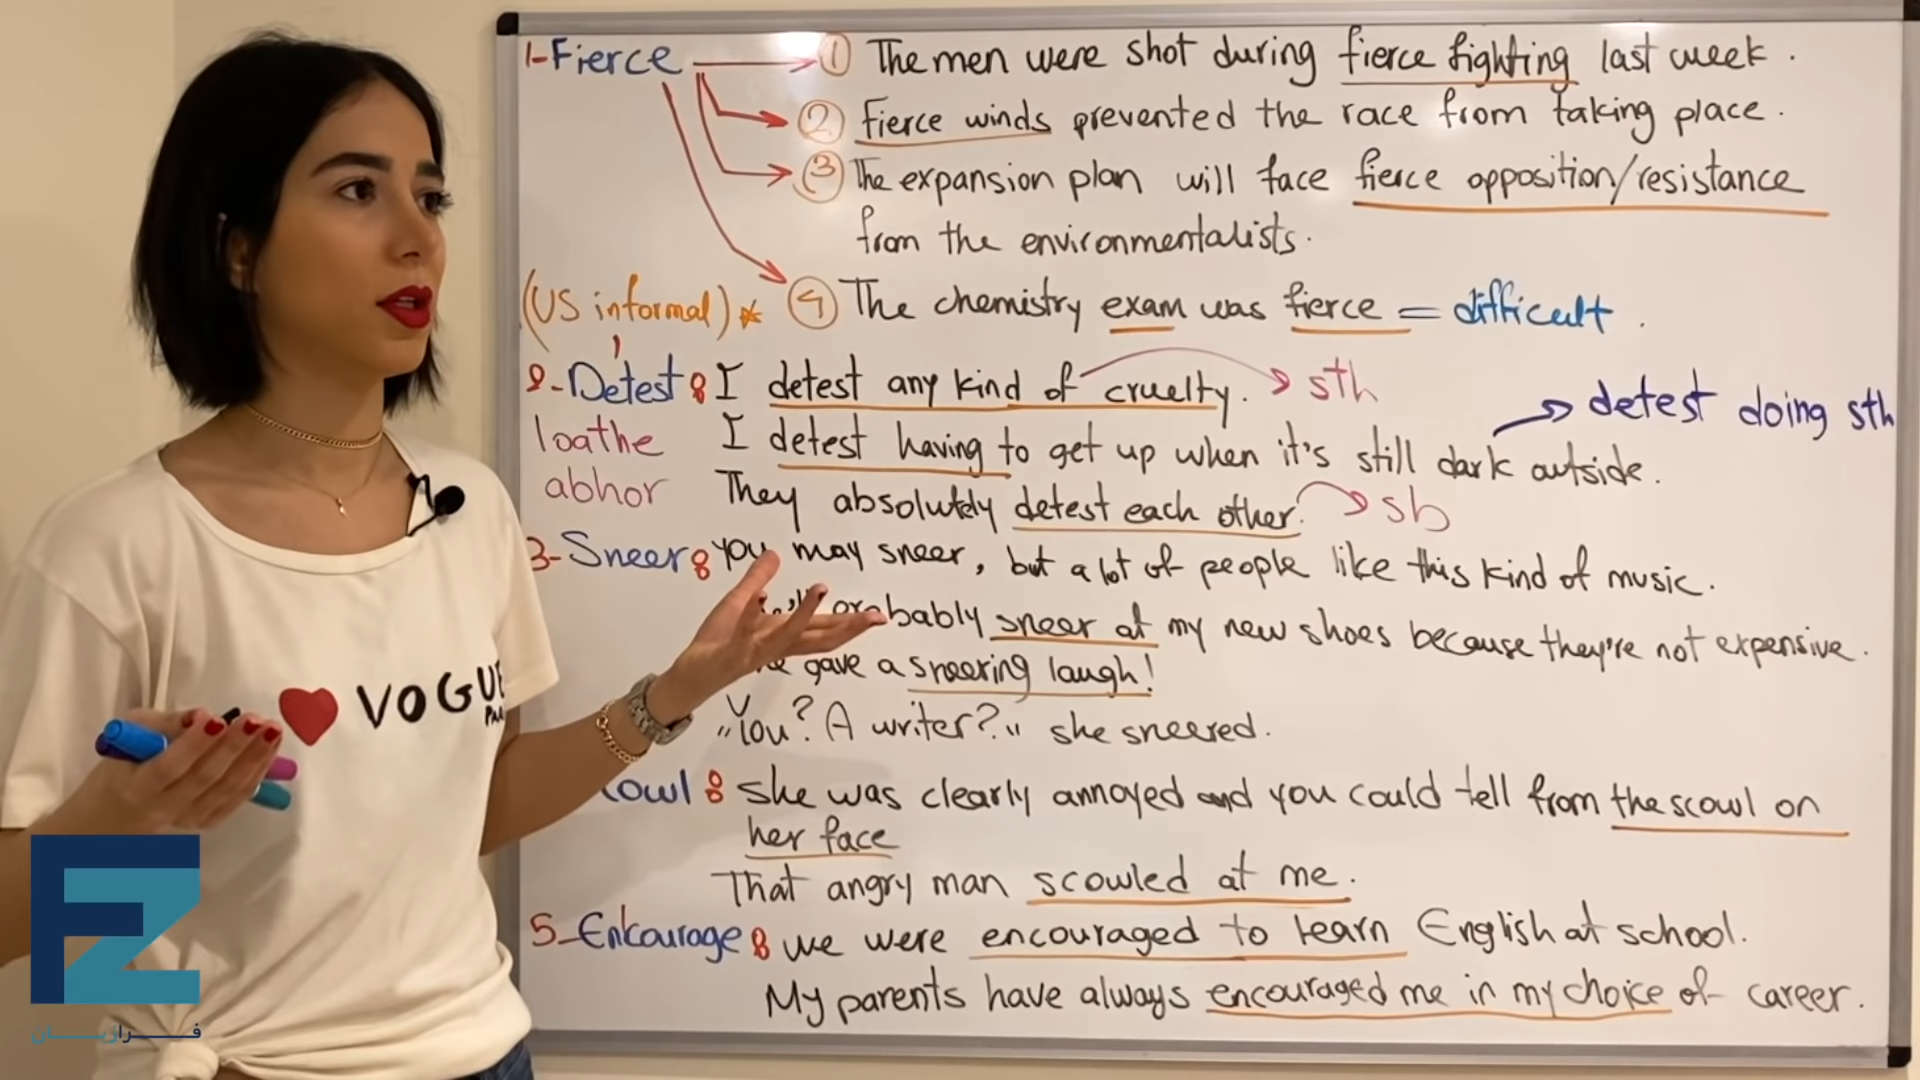 1-Fierce ① The men were shot during fierce fighting last week.
② Fierce winds prevented the race from taking place.
③ The expansion plan will face fierce opposition/resistance
from the environmentalists.
(US informal) * ④ The chemistry exam was fierce = difficult.
2-Detest: I detest any kind of cruelty. → sth
→ detest doing sth
loathe I detest having to get up when it's still dark outside.
abhor They absolutely detest each other. → sb
3-Sneer: You may sneer, but a lot of people like this kind of music.
sneer at my new shoes because they're not expensive.
gave a sneering laugh!
"You? A writer?" she sneered.
she was clearly annoyed and you could tell from the scowl on
her face
That angry man scowled at me.
5-Encourage: we were encouraged to learn English at school.
My parents have always encouraged me in my choice of career.
VOGUE
FZ
فرازبان